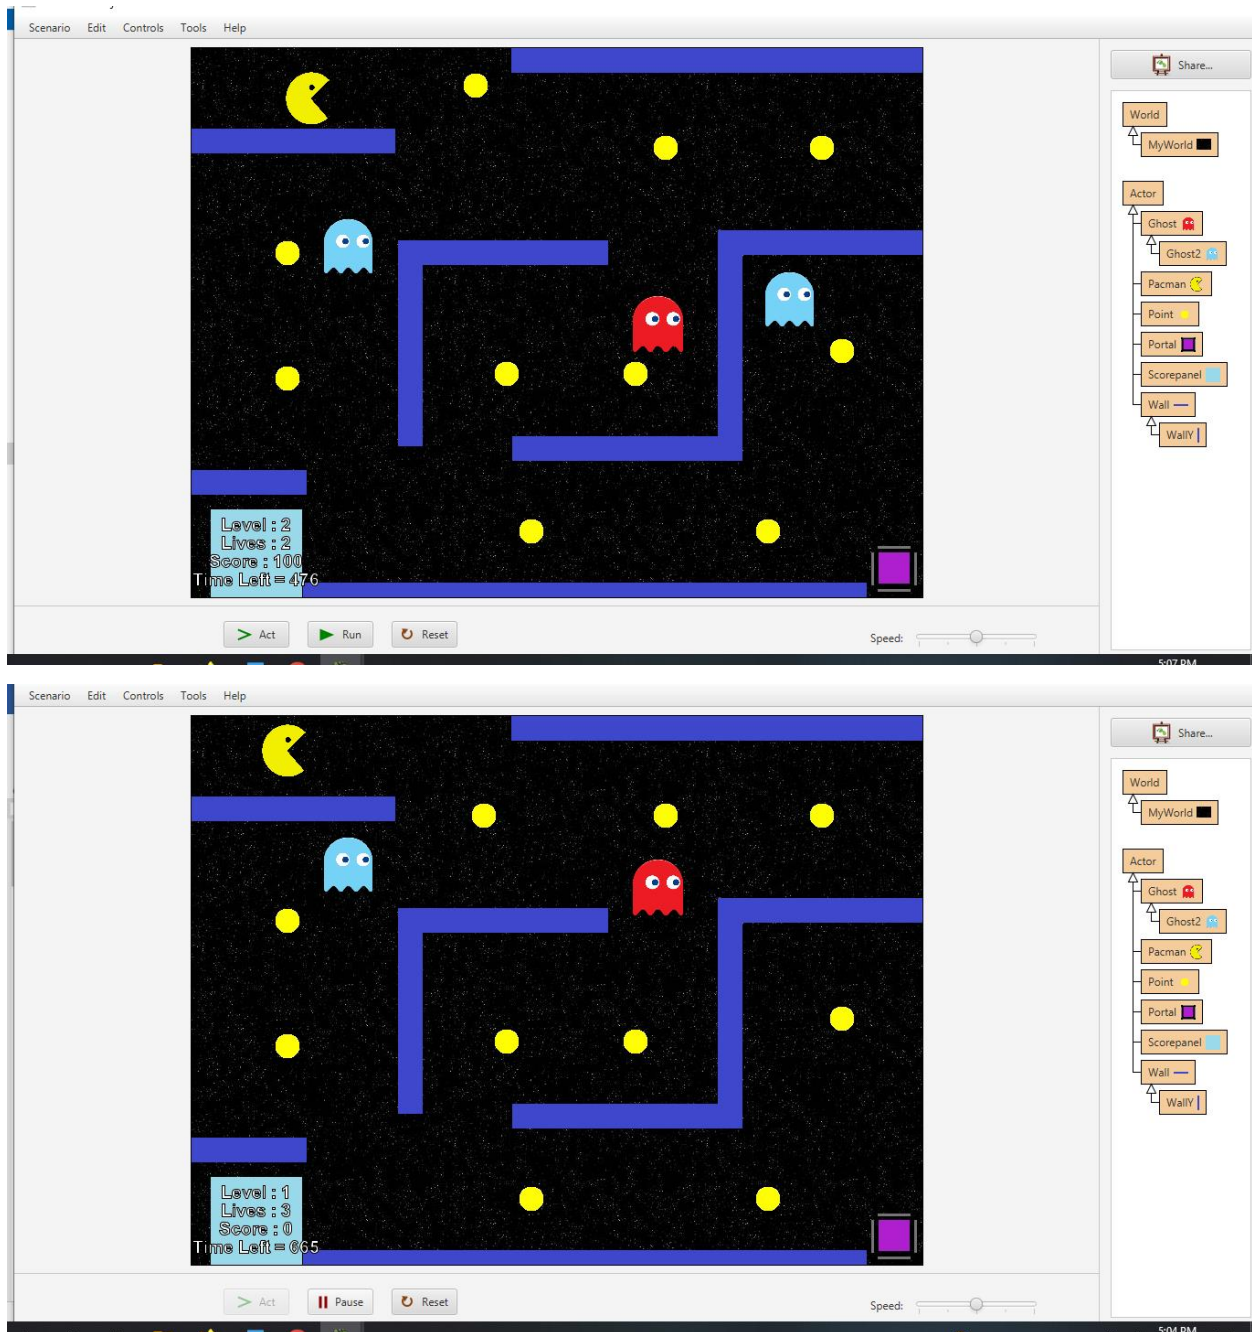 Scenario Edit Controls Tools Help
Share...
World
MyWorld
Actor
Ghost
Ghost2
Pacman
Point
Portal
Scorepanel
Wall
WallY
Level : 2
Lives : 2
Score : 100
Time Left = 476
> Act Run Reset
Speed:
5:07 PM
Scenario Edit Controls Tools Help
Share...
World
MyWorld
Actor
Ghost
Ghost2
Pacman
Point
Portal
Scorepanel
Wall
WallY
Level : 1
Lives : 3
Score : 0
Time Left = 665
> Act Pause Reset
Speed:
5:04 PM